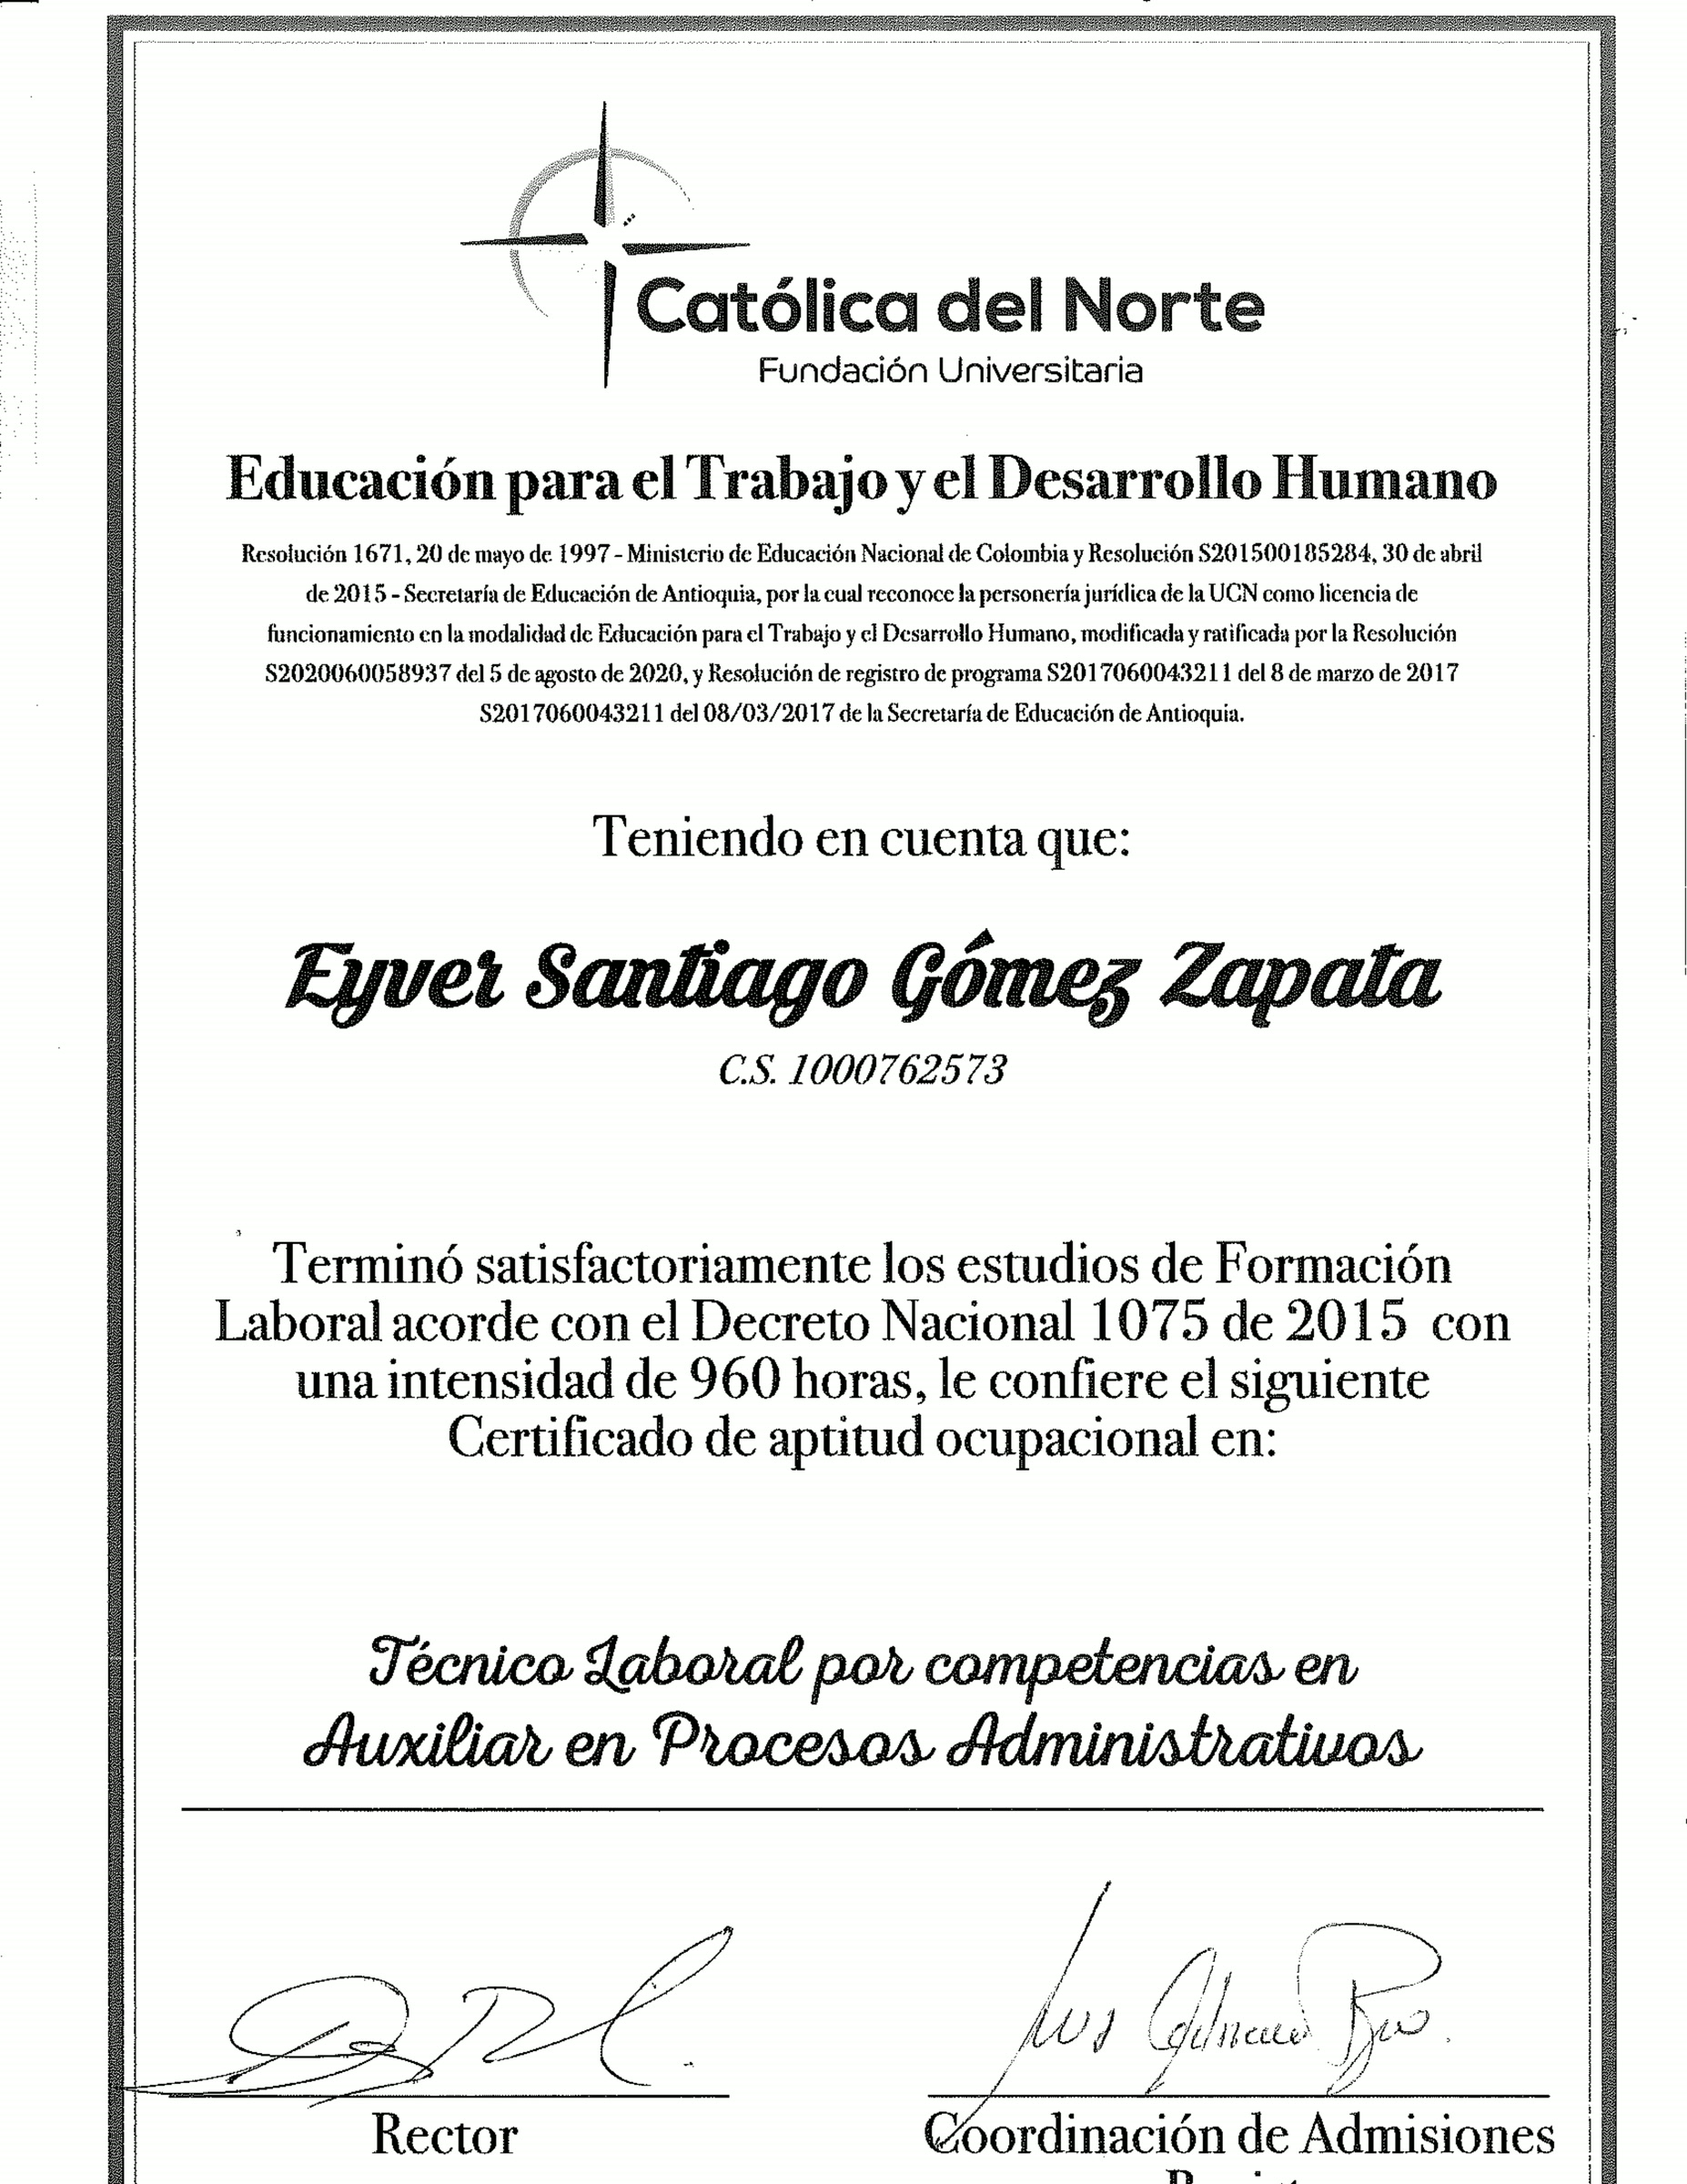 Católica del Norte
Fundación Universitaria
Educación para el Trabajo y el Desarrollo Humano
Resolución 1671, 20 de mayo de 1997 - Ministerio de Educación Nacional de Colombia y Resolución S201500185284, 30 de abril
de 2015 - Secretaría de Educación de Antioquia, por la cual reconoce la personería jurídica de la UCN como licencia de
funcionamiento en la modalidad de Educación para el Trabajo y el Desarrollo Humano, modificada y ratificada por la Resolución
S2020060058937 del 5 de agosto de 2020, y Resolución de registro de programa S2017060043211 del 8 de marzo de 2017
S2017060043211 del 08/03/2017 de la Secretaría de Educación de Antioquia.
Teniendo en cuenta que:
Eyver Santiago Gómez Zapata
C.S. 1000762573
Terminó satisfactoriamente los estudios de Formación
Laboral acorde con el Decreto Nacional 1075 de 2015 con
una intensidad de 960 horas, le confiere el siguiente
Certificado de aptitud ocupacional en:
Técnico Laboral por competencias en
Auxiliar en Procesos Administrativos
Rector
Coordinación de Admisiones